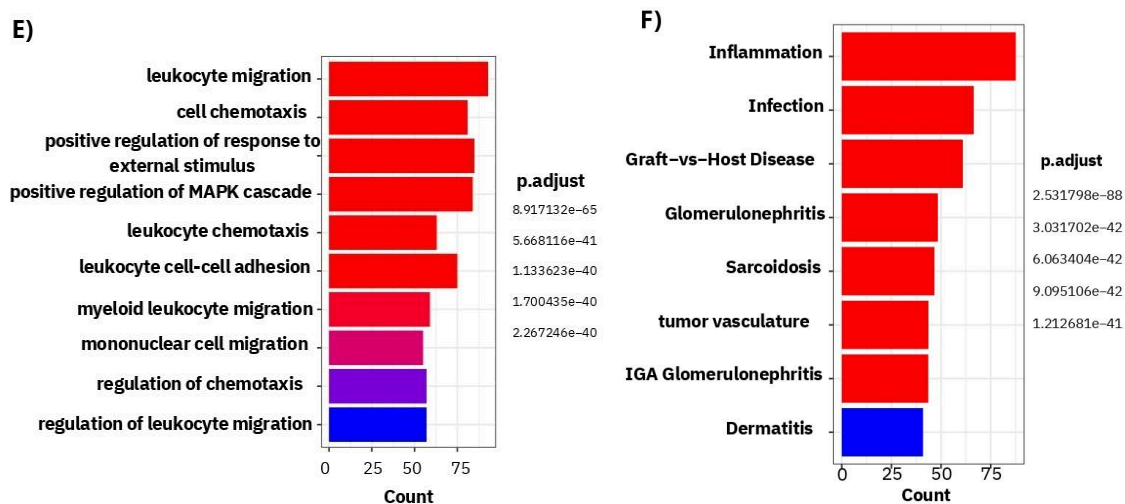 E)
leukocyte migration
cell chemotaxis
positive regulation of response to
external stimulus
positive regulation of MAPK cascade
leukocyte chemotaxis
leukocyte cell-cell adhesion
myeloid leukocyte migration
mononuclear cell migration
regulation of chemotaxis
regulation of leukocyte migration
0 25 50 75
Count
p.adjust
8.917132e−65
5.668116e−41
1.133623e−40
1.700435e−40
2.267246e−40
F)
Inflammation
Infection
Graft−vs−Host Disease
Glomerulonephritis
Sarcoidosis
tumor vasculature
IGA Glomerulonephritis
Dermatitis
0 25 50 75
Count
p.adjust
2.531798e−88
3.031702e−42
6.063404e−42
9.095106e−42
1.212681e−41